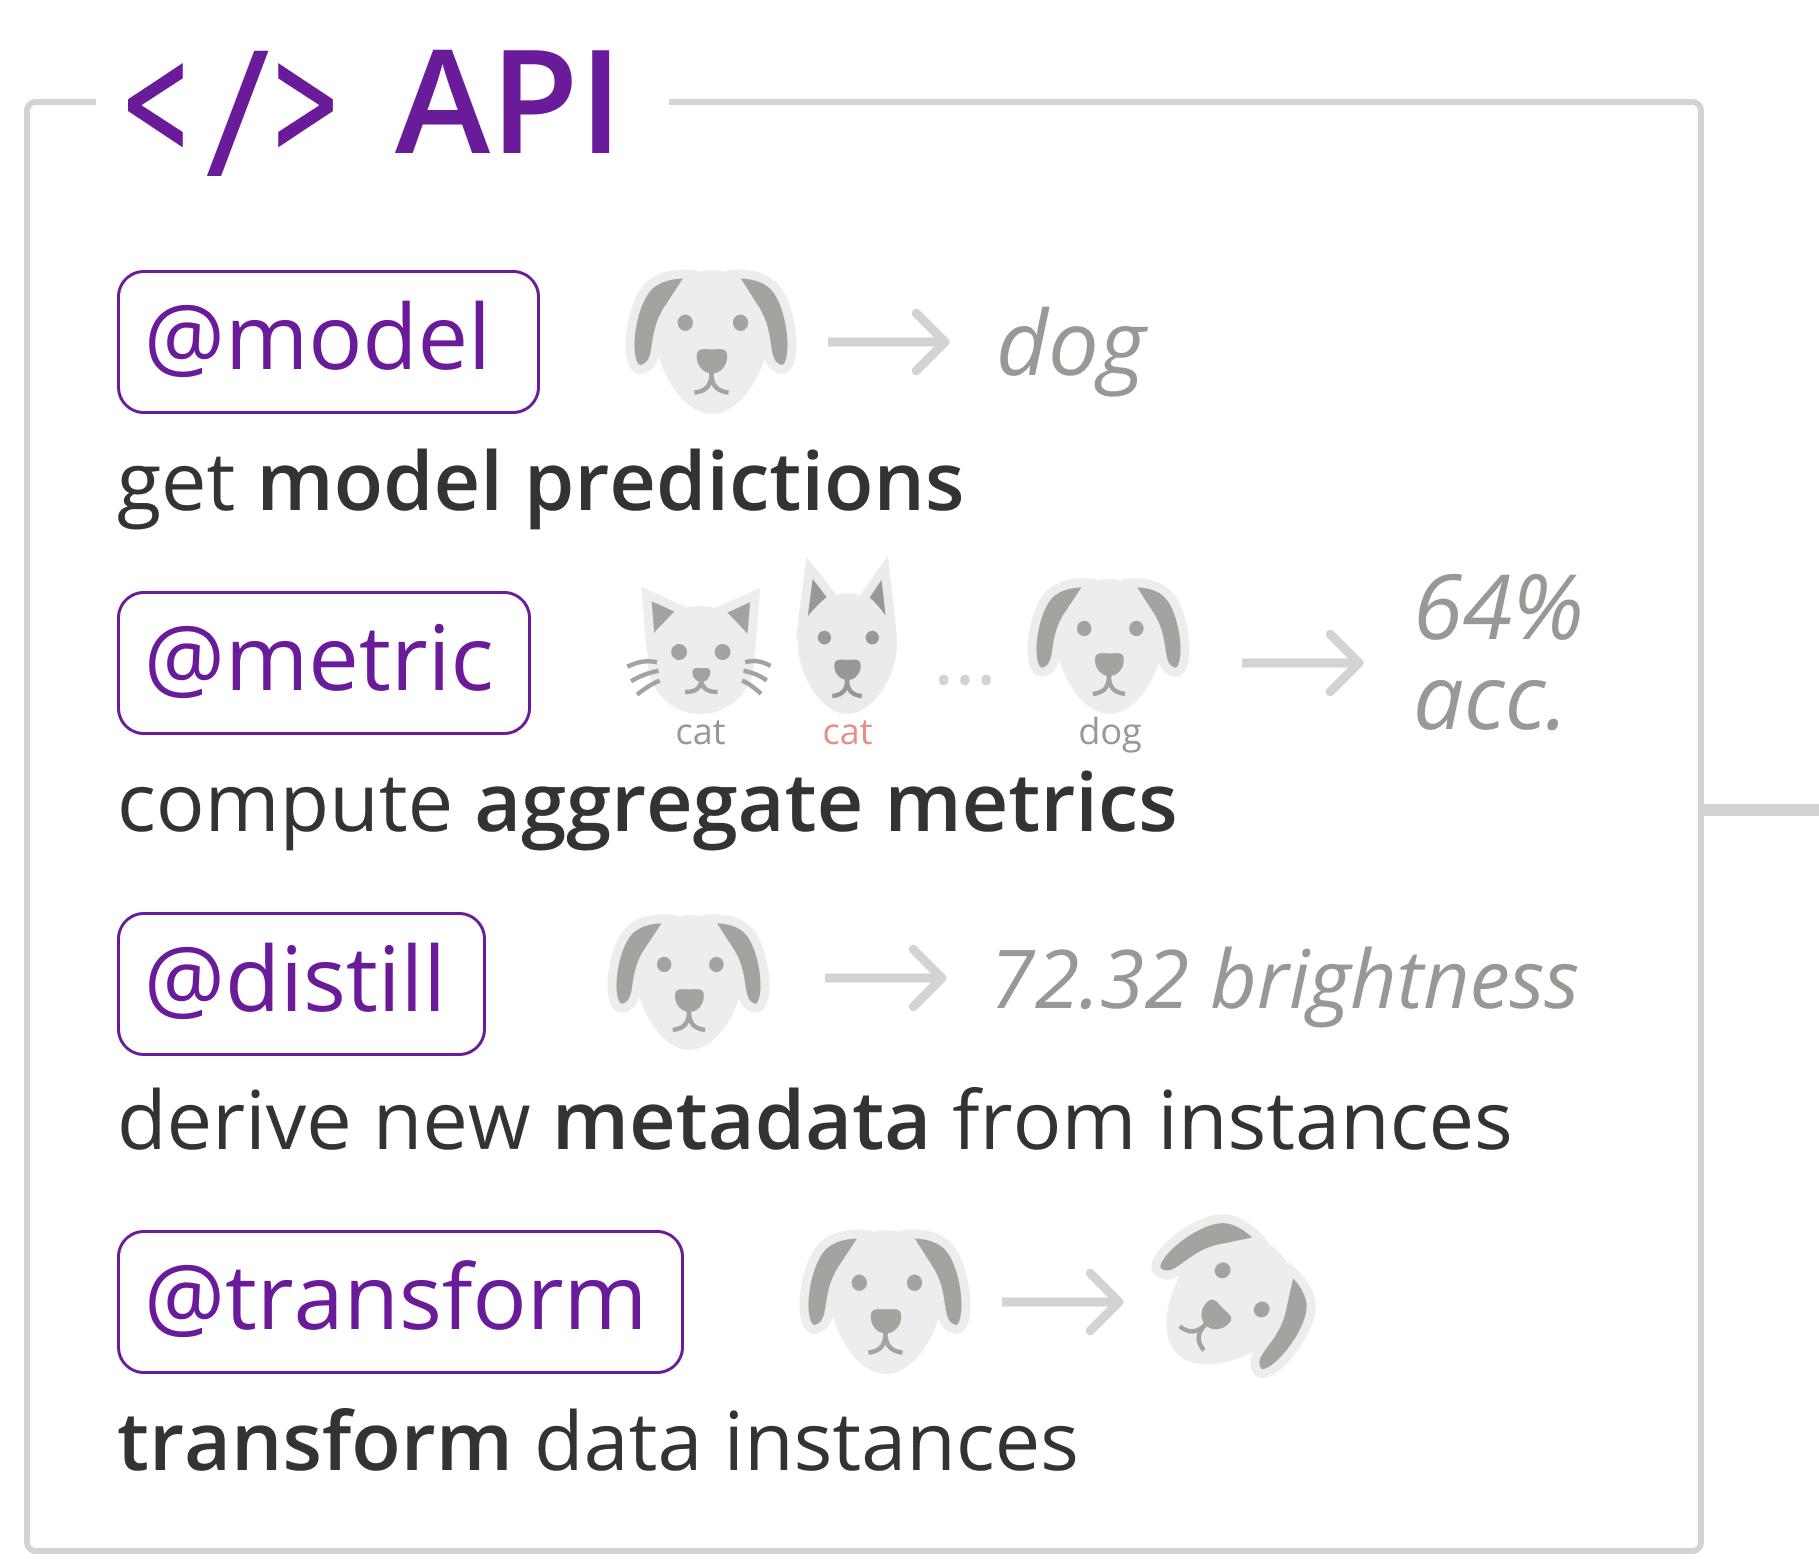 </> API
@model dog
get model predictions
@metric cat cat ... dog 64% acc.
compute aggregate metrics
@distill 72.32 brightness
derive new metadata from instances
@transform
transform data instances